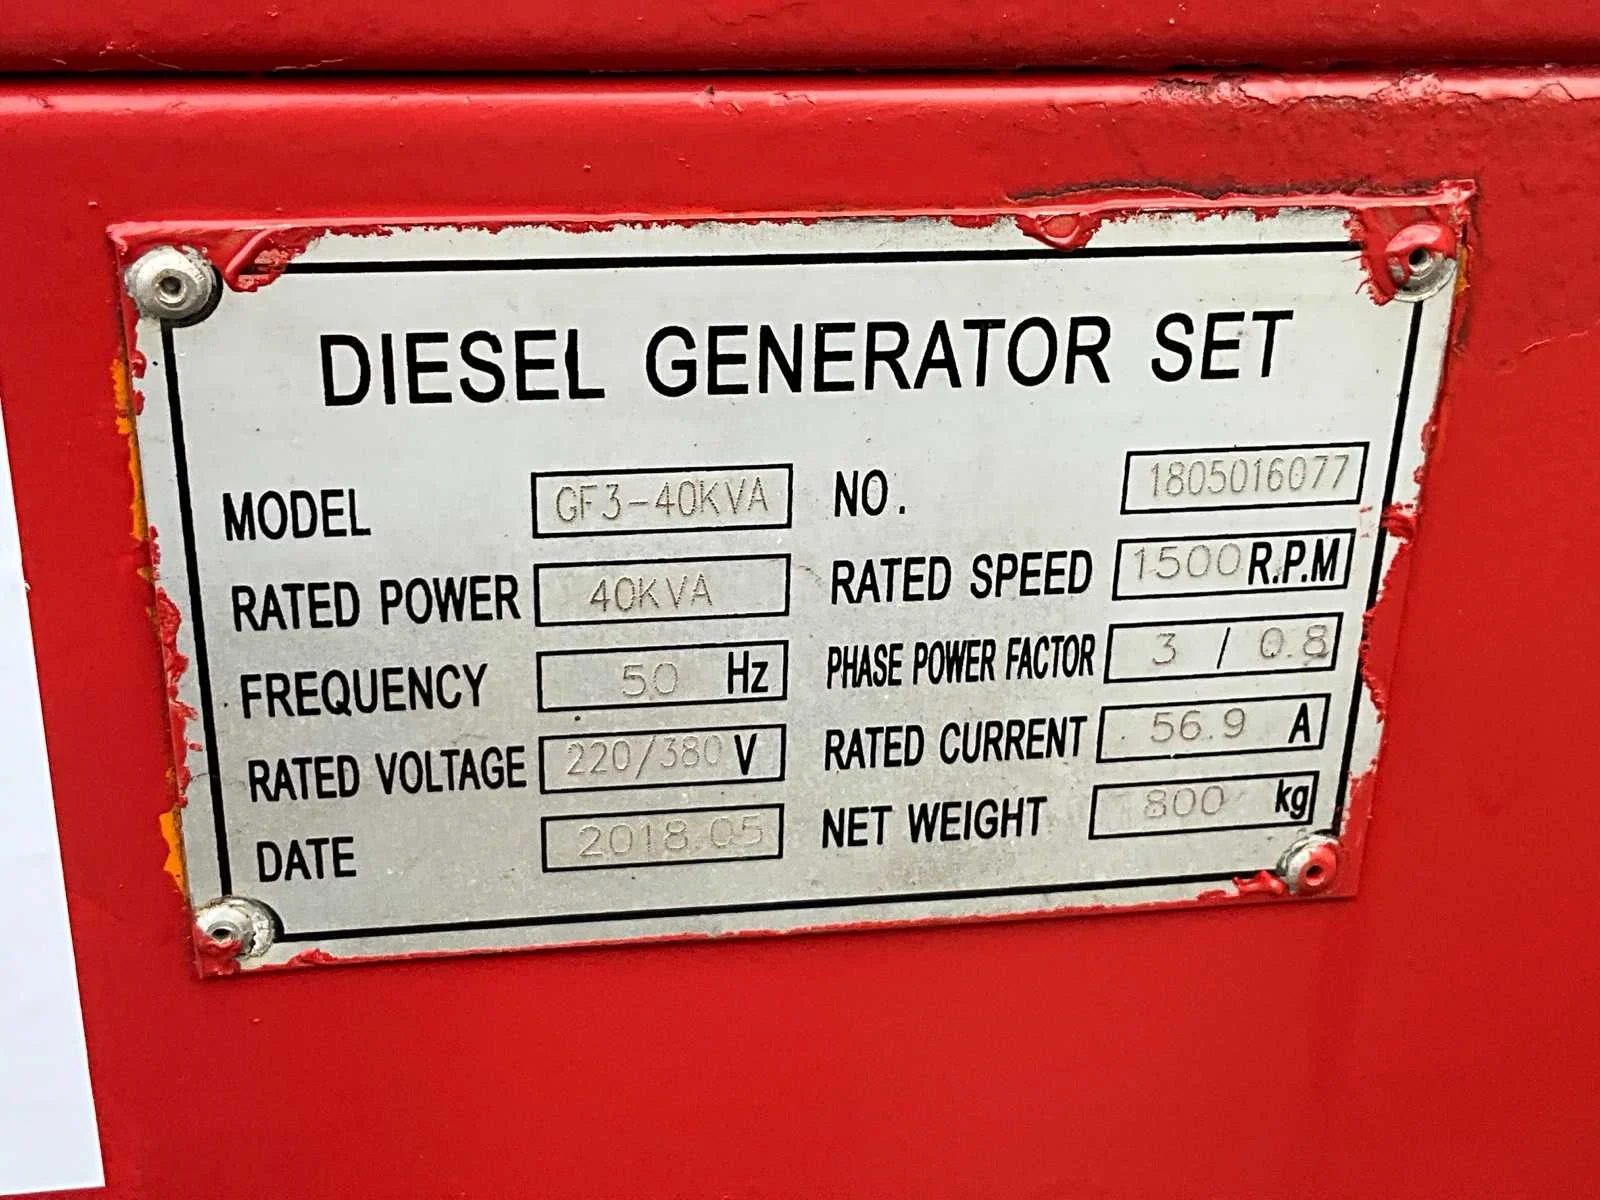 DIESEL GENERATOR SET
MODEL GF3-40KVA NO. 1805016077
RATED POWER 40KVA RATED SPEED 1500 R.P.M
FREQUENCY 50 Hz PHASE POWER FACTOR 3 / 0.8
RATED VOLTAGE 220/380 V RATED CURRENT 56.9 A
DATE 2018.05 NET WEIGHT 800 kg